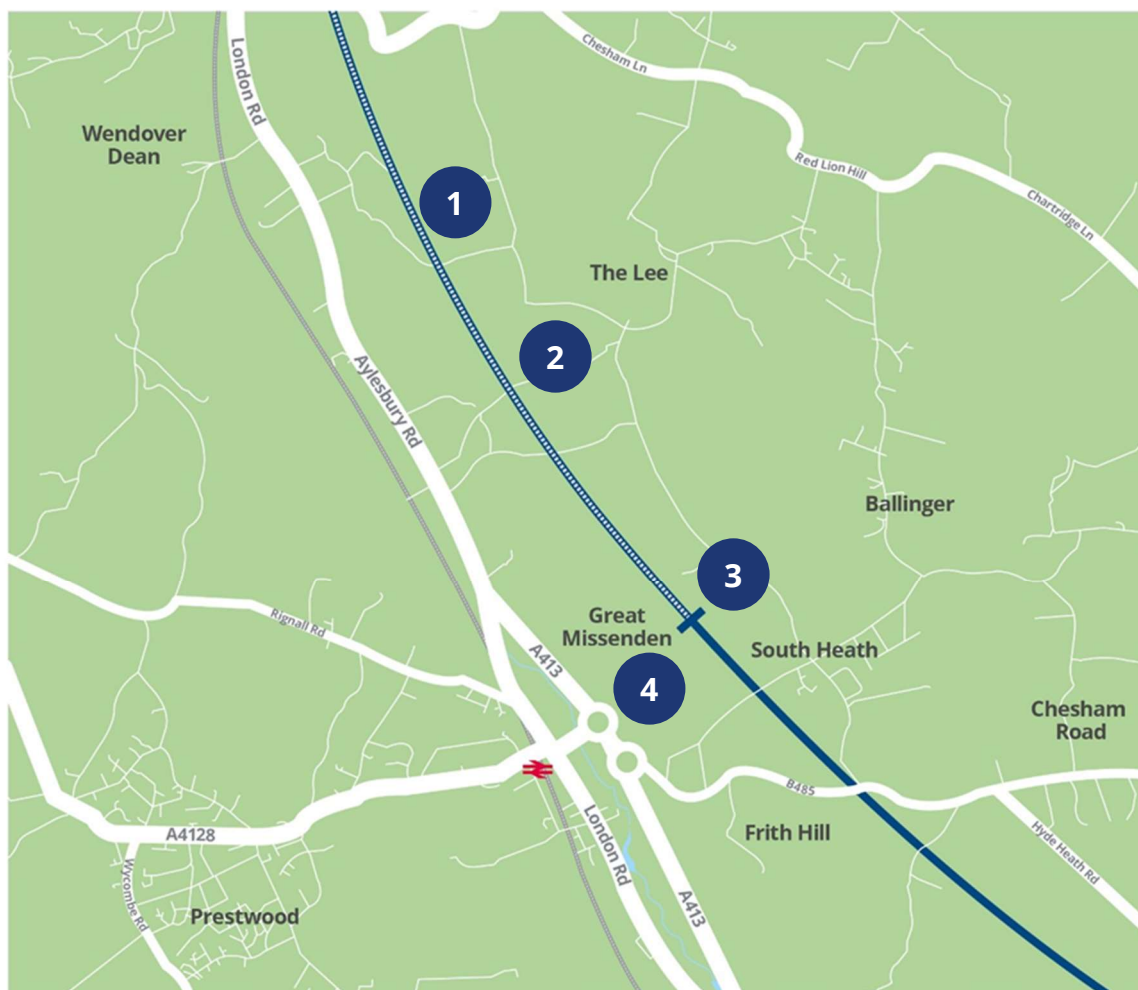 Chesham Ln
London Rd
Wendover
Dean
Red Lion Hill
1
Chartridge Ln
The Lee
2
Aylesbury Rd
Ballinger
3
Great
Missenden
Rignall Rd
South Heath
A413
4
Chesham
Road
B485
A4128
Frith Hill
London Rd
Hyde Heath Rd
Wycombe Rd
Prestwood
A413